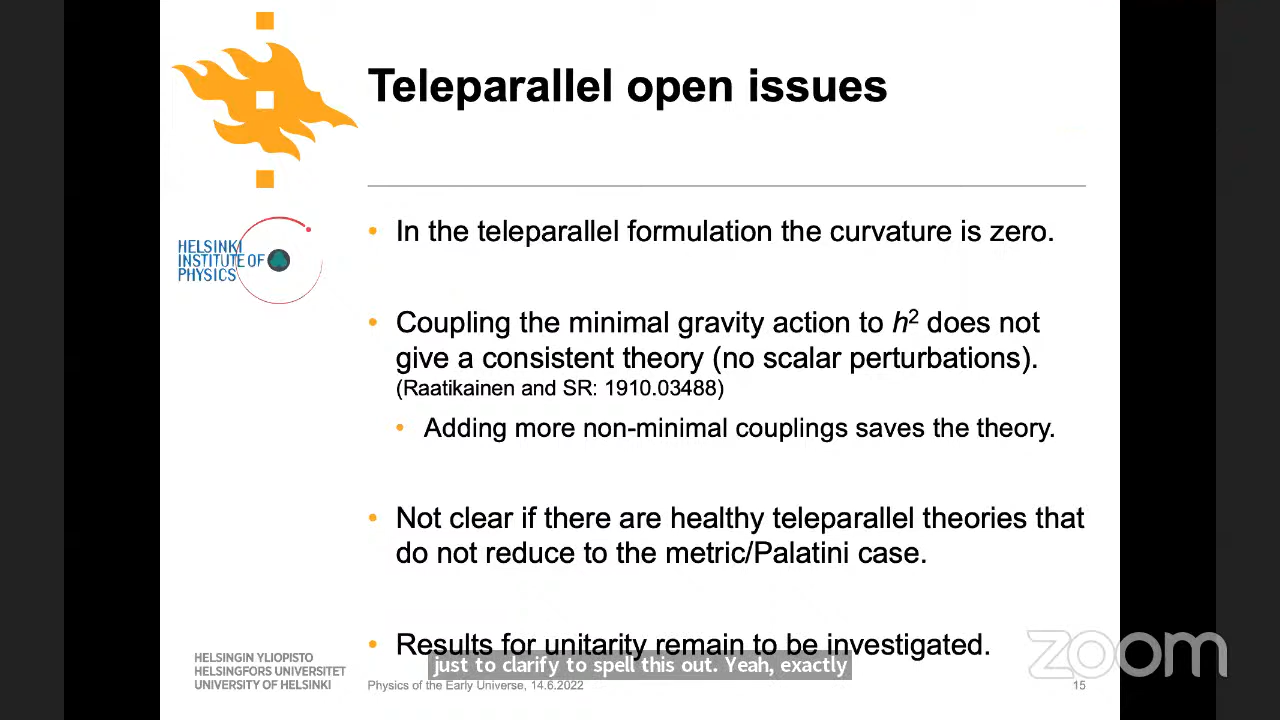 Teleparallel open issues
HELSINKI
INSTITUTE OF
PHYSICS
• In the teleparallel formulation the curvature is zero.
• Coupling the minimal gravity action to h² does not
give a consistent theory (no scalar perturbations).
(Raatikainen and SR: 1910.03488)
• Adding more non-minimal couplings saves the theory.
• Not clear if there are healthy teleparallel theories that
do not reduce to the metric/Palatini case.
• Results for unitarity remain to be investigated.
just to clarify to spell this out. Yeah, exactly
HELSINGIN YLIOPISTO
HELSINGFORS UNIVERSITET
UNIVERSITY OF HELSINKI
Physics of the Early Universe, 14.6.2022
15
zoom